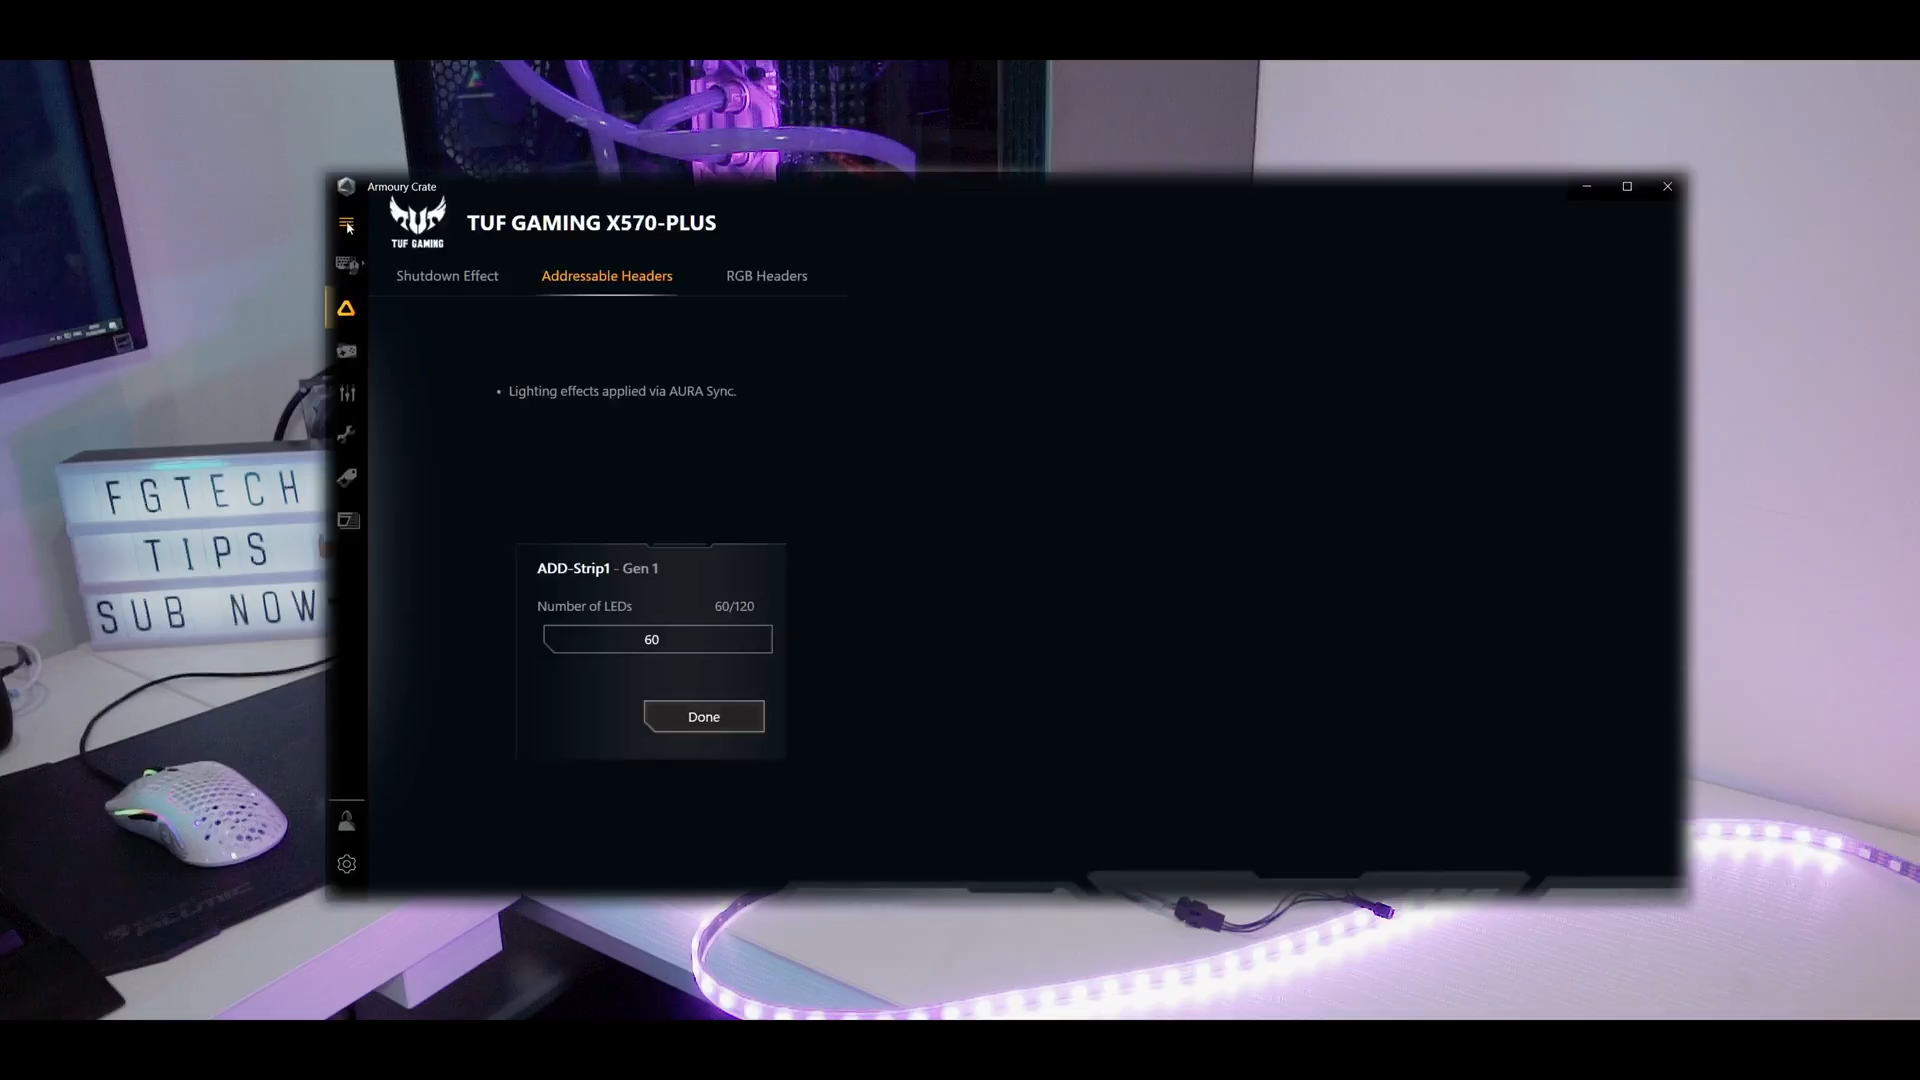 Armoury Crate
TUF GAMING
TUF GAMING X570-PLUS
Shutdown Effect
Addressable Headers
RGB Headers
• Lighting effects applied via AURA Sync.
FGTECH
TIPS
SUB NOW
ADD-Strip1 - Gen 1
Number of LEDs
60/120
60
Done